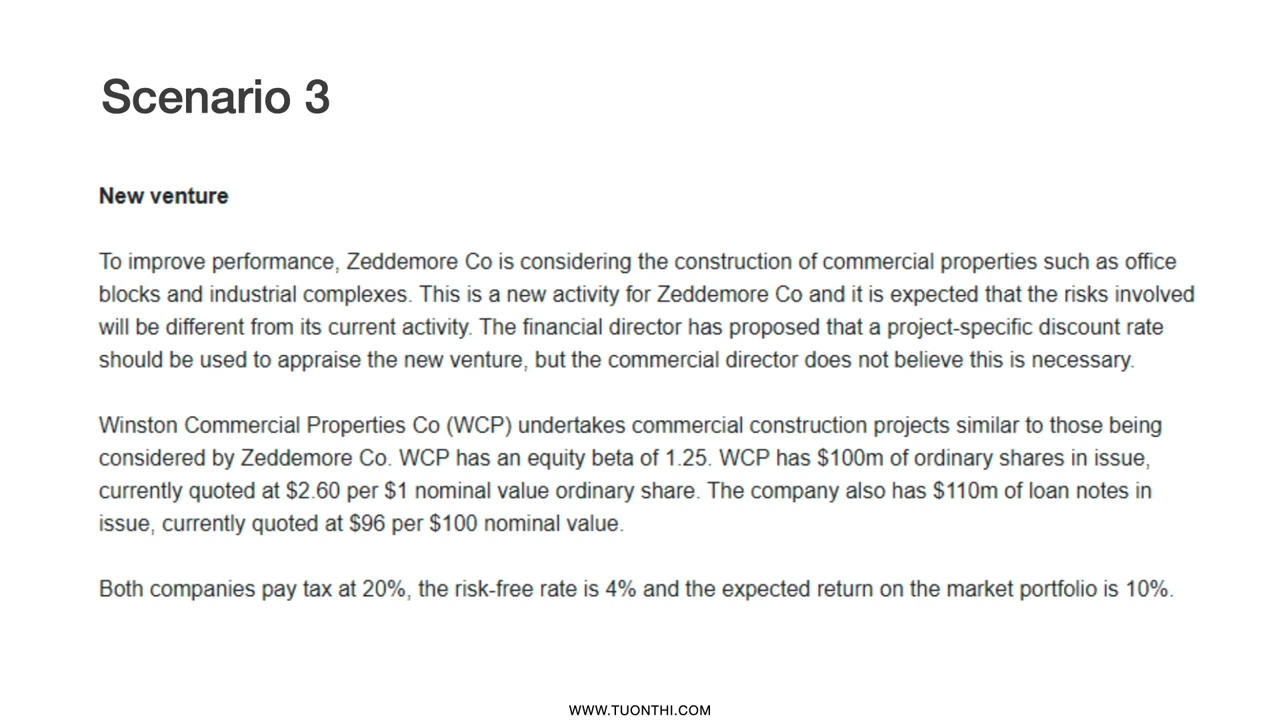 Scenario 3
New venture
To improve performance, Zeddemore Co is considering the construction of commercial properties such as office
blocks and industrial complexes. This is a new activity for Zeddemore Co and it is expected that the risks involved
will be different from its current activity. The financial director has proposed that a project-specific discount rate
should be used to appraise the new venture, but the commercial director does not believe this is necessary.
Winston Commercial Properties Co (WCP) undertakes commercial construction projects similar to those being
considered by Zeddemore Co. WCP has an equity beta of 1.25. WCP has $100m of ordinary shares in issue,
currently quoted at $2.60 per $1 nominal value ordinary share. The company also has $110m of loan notes in
issue, currently quoted at $96 per $100 nominal value.
Both companies pay tax at 20%, the risk-free rate is 4% and the expected return on the market portfolio is 10%.
WWW.TUONTHI.COM